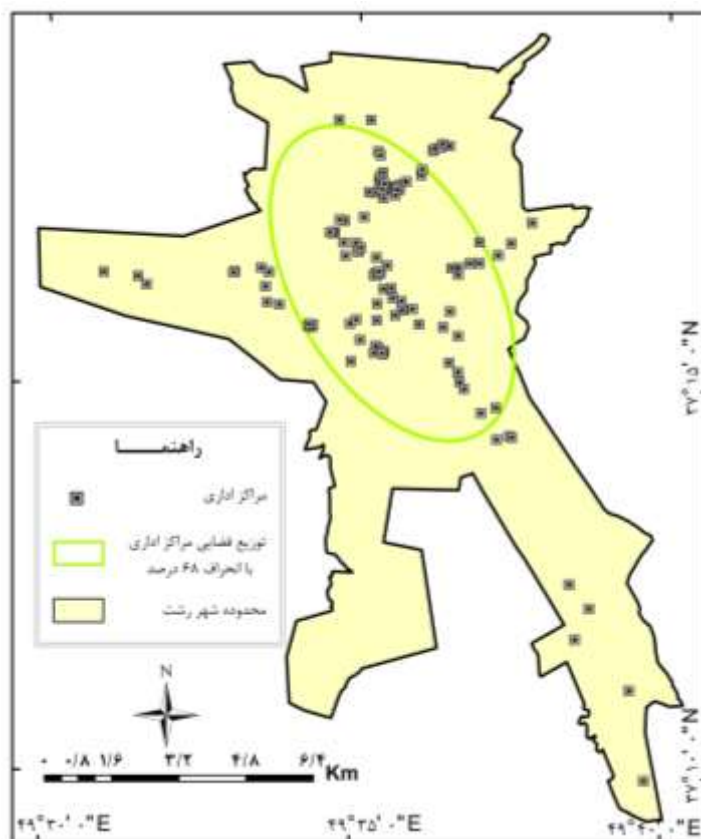 ۳۷°۱۵'۰"N
راهنمــــا
مراکز اداری
توزیع فضایی مراکز اداری
با انحراف ۶۸ درصد
محدوده شهر رشت
N
۰ ۰/۸ ۱/۶ ۳/۲ ۴/۸ ۶/۴
Km
۳۷°۱۰'۰"N
۴۹°۳۰'۰"E ۴۹°۳۵'۰"E ۴۹°۴۰'۰"E